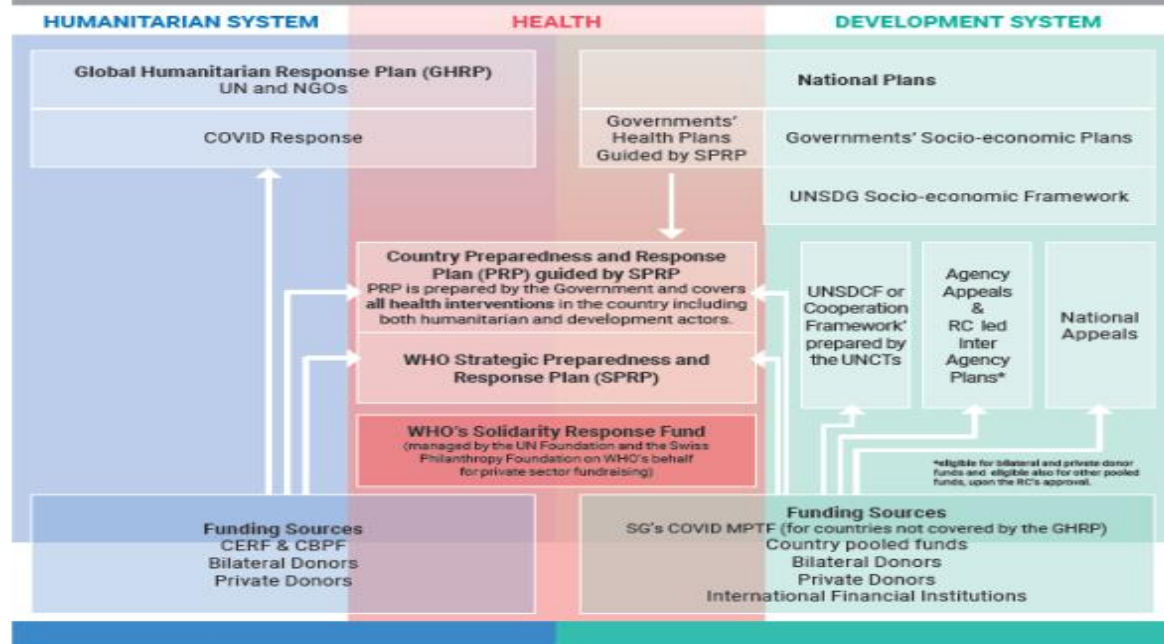 HUMANITARIAN SYSTEM
HEALTH
DEVELOPMENT SYSTEM
Global Humanitarian Response Plan (GHRP)
UN and NGOs
COVID Response
National Plans
Governments'
Health Plans
Guided by SPRP
Governments' Socio-economic Plans
UNSDG Socio-economic Framework
Country Preparedness and Response
Plan (PRP) guided by SPRP
PRP is prepared by the Government and covers
all health interventions in the country including
both humanitarian and development actors.
WHO Strategic Preparedness and
Response Plan (SPRP)
WHO's Solidarity Response Fund
(managed by the UN Foundation and the Swiss
Philanthropy Foundation on WHO's behalf
for private sector fundraising)
UNSDCF or
Cooperation
Framework'
prepared by
the UNCTs
Agency
Appeals
&
RC led
Inter
Agency
Plans*
National
Appeals
*eligible for bilateral and private donor
funds and eligible also for other pooled
funds, upon the RC's approval.
Funding Sources
CERF & CBPF
Bilateral Donors
Private Donors
Funding Sources
SG's COVID MPTF (for countries not covered by the GHRP)
Country pooled funds
Bilateral Donors
Private Donors
International Financial Institutions